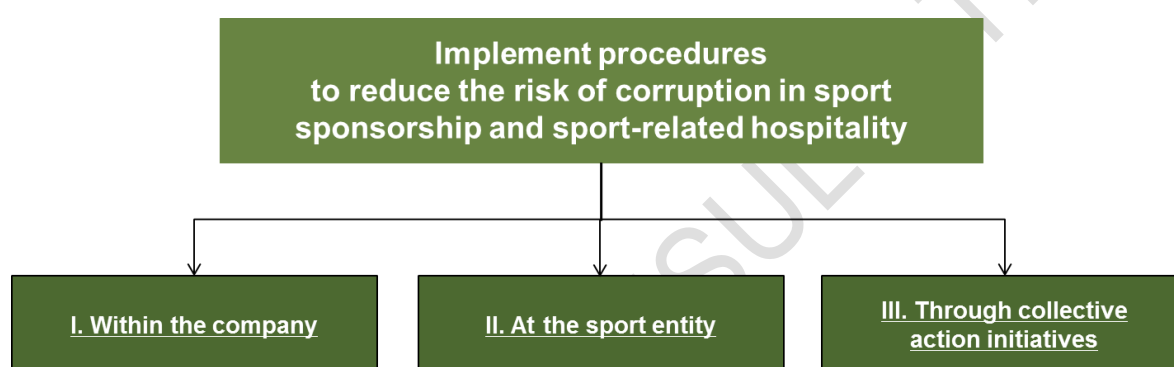 Implement procedures
to reduce the risk of corruption in sport
sponsorship and sport-related hospitality
I. Within the company
II. At the sport entity
III. Through collective
action initiatives